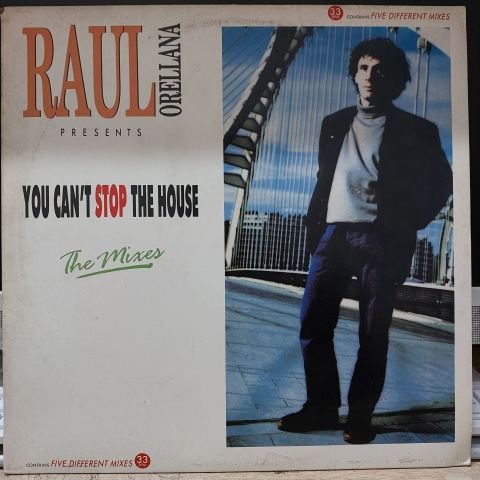 33 CONTAINS FIVE DIFFERENT MIXES
RAUL
ORELLANA
PRESENTS
YOU CAN'T STOP THE HOUSE
The Mixes
CONTAINS FIVE DIFFERENT MIXES 33